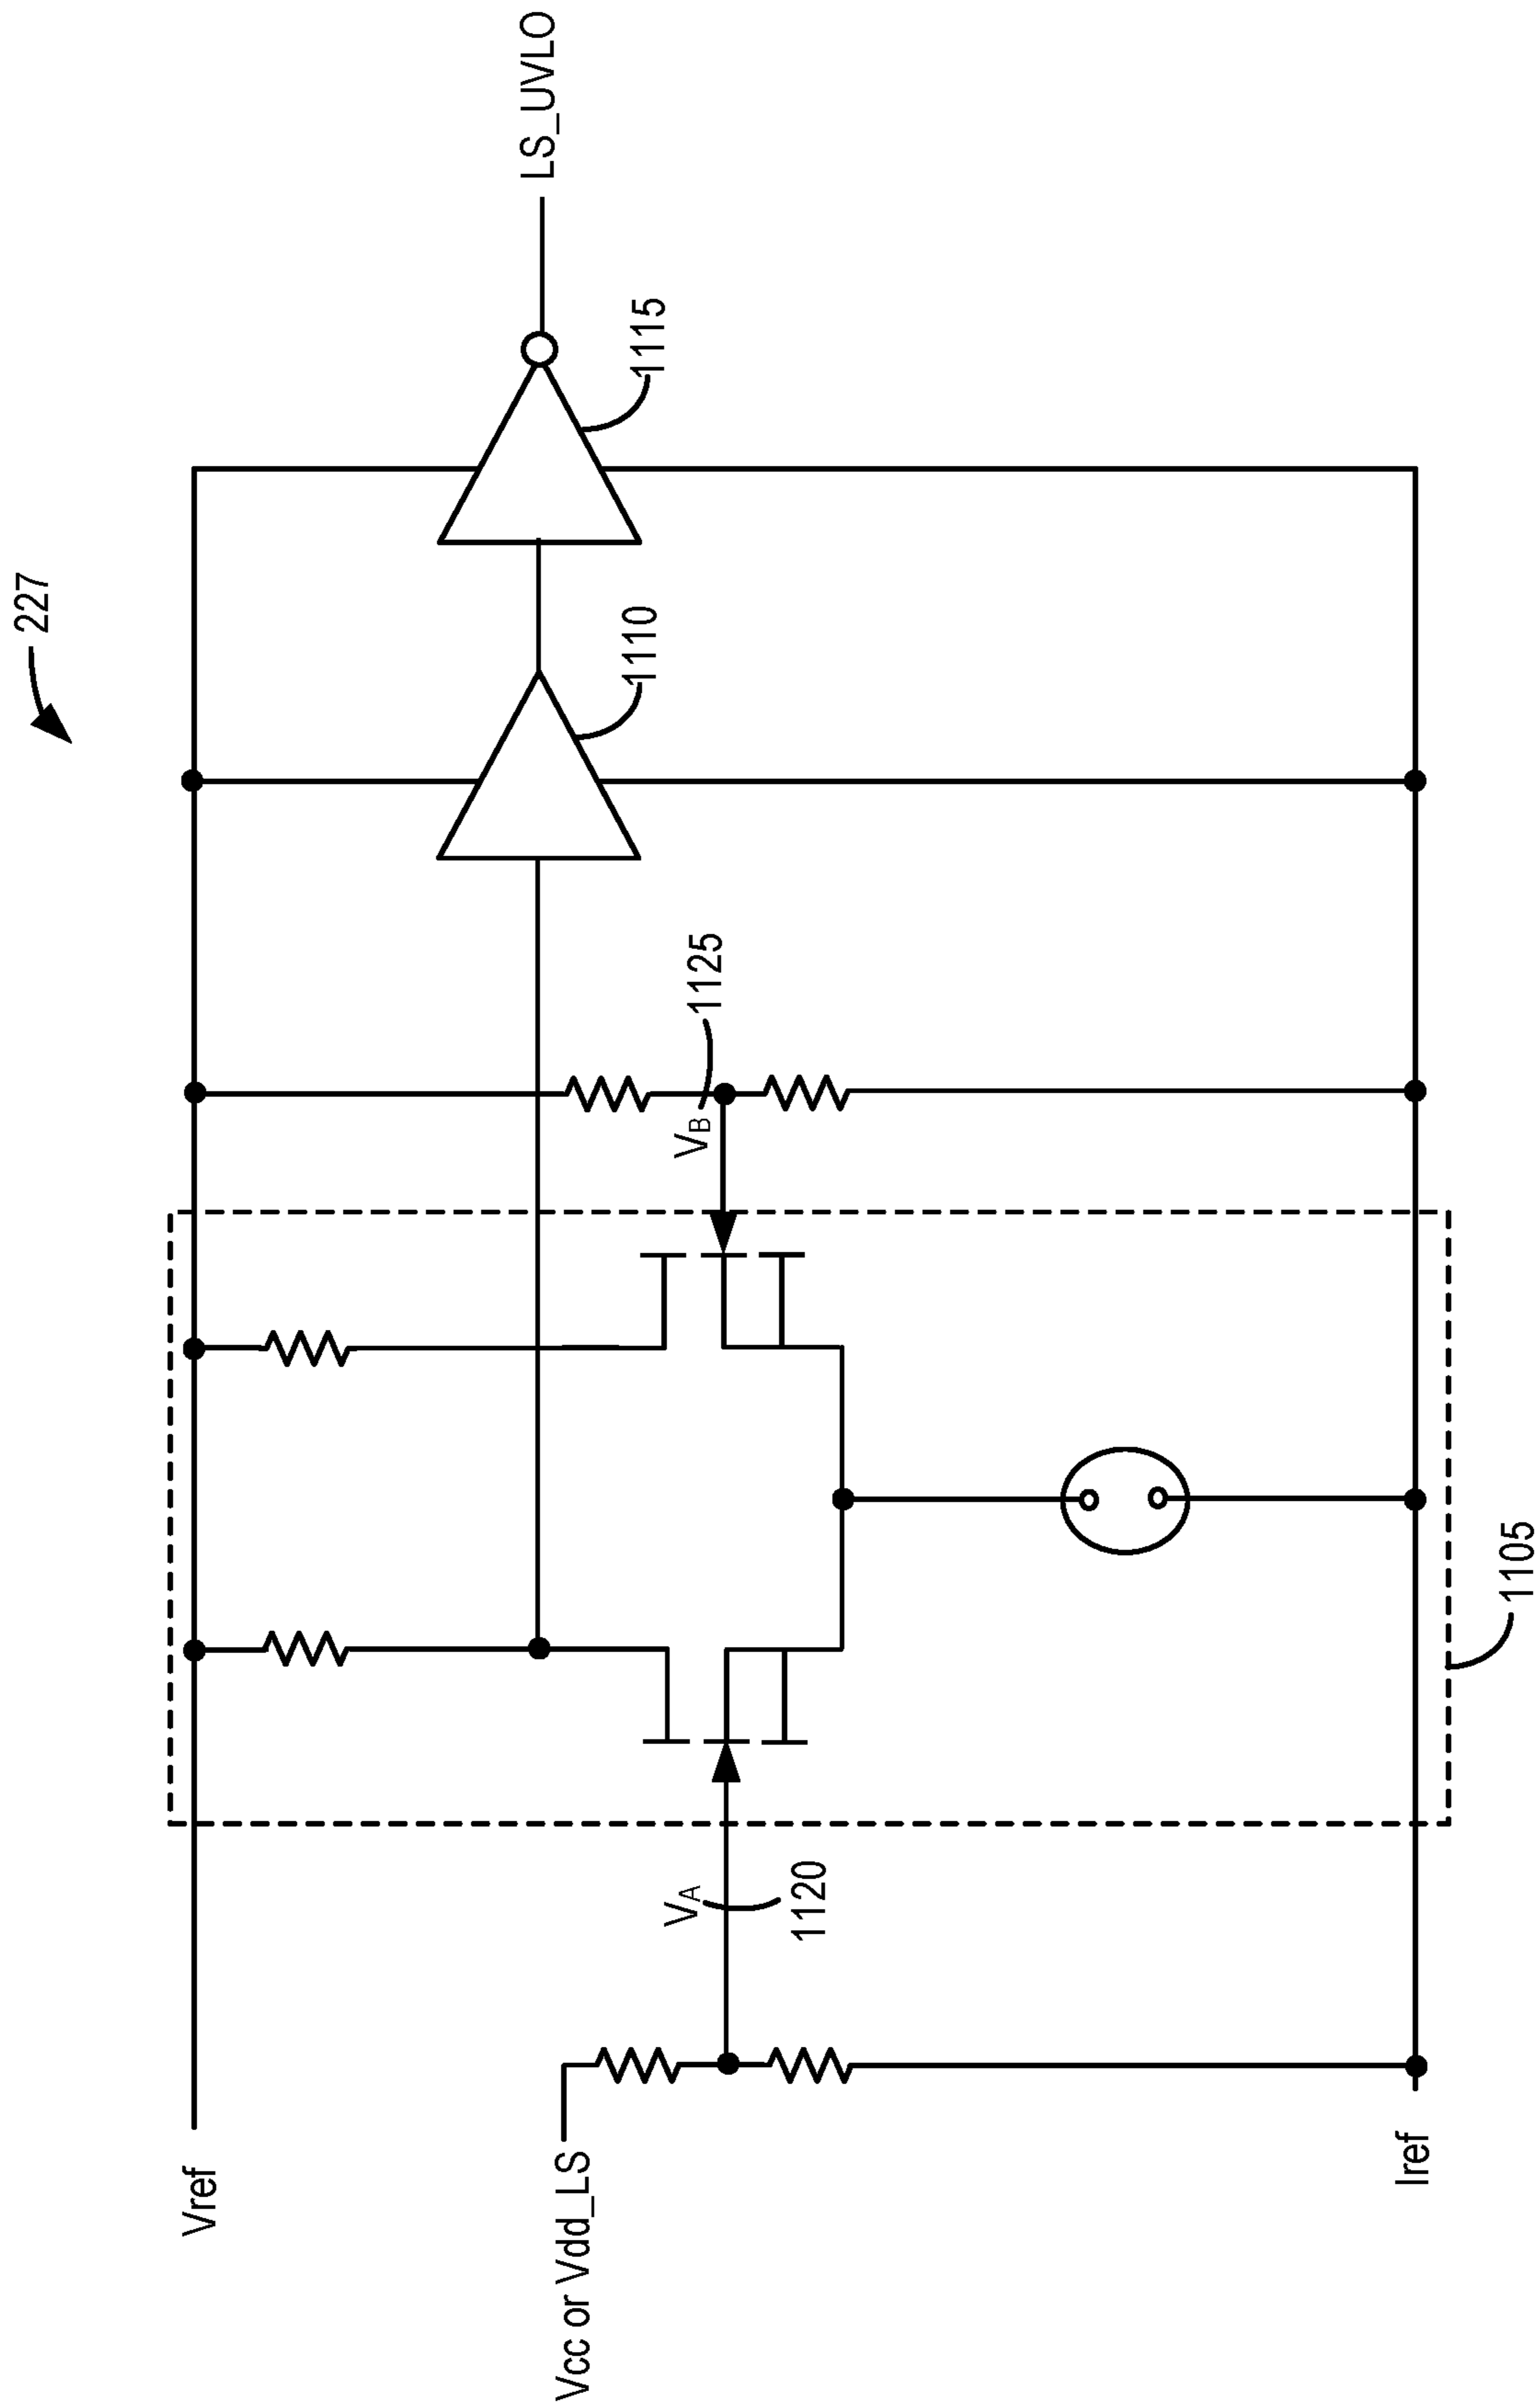 227
Vref
LS_UVLO
1115
1110
1125
VB
VA
1120
Vcc or Vdd_LS
1105
Iref